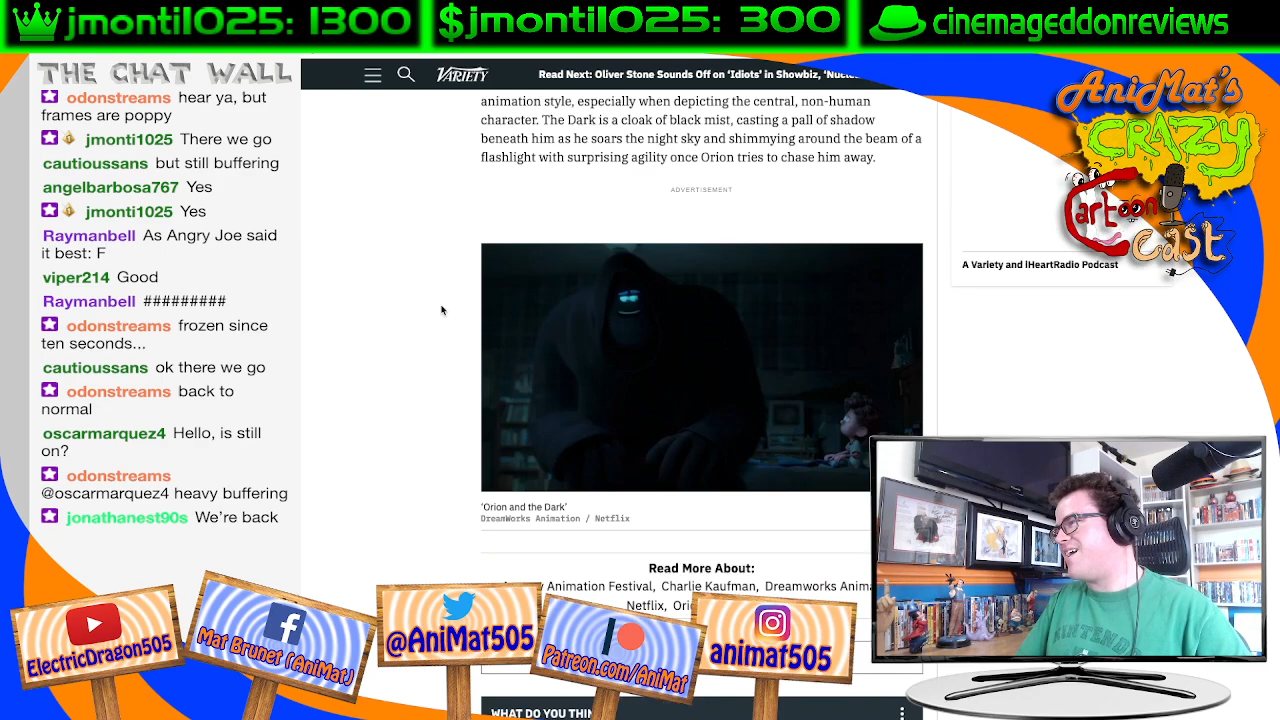 jmonti1025: 1300
$jmonti1025: 300
cinemageddonreviews
THE CHAT WALL
odonstreams hear ya, but
frames are poppy
jmonti1025 There we go
cautioussans but still buffering
angelbarbosa767 Yes
jmonti1025 Yes
Raymanbell As Angry Joe said
it best: F
viper214 Good
Raymanbell #########
odonstreams frozen since
ten seconds...
cautioussans ok there we go
odonstreams back to
normal
oscarmarquez4 Hello, is still
on?
odonstreams
@oscarmarquez4 heavy buffering
jonathanest90s We're back
VARIETY
Read Next: Oliver Stone Sounds Off on 'Idiots' in Showbiz,
animation style, especially when depicting the central, non-human
character. The Dark is a cloak of black mist, casting a pall of shadow
beneath him as he soars the night sky and shimmying around the beam of a
flashlight with surprising agility once Orion tries to chase him away.
ADVERTISEMENT
'Orion and the Dark'
DreamWorks Animation / Netflix
Read More About:
Animation Festival, Charlie Kaufman, Dreamworks
Netflix,
WHAT DO YOU
A Variety and iHeartRadio Podcast
AniMat's
CRAZY
Cartoon
Cast
NINTENDO
ElectricDragon505
Mat Brunet (AniMat)
@AniMat505
Patreon.com/AniMat
animat505